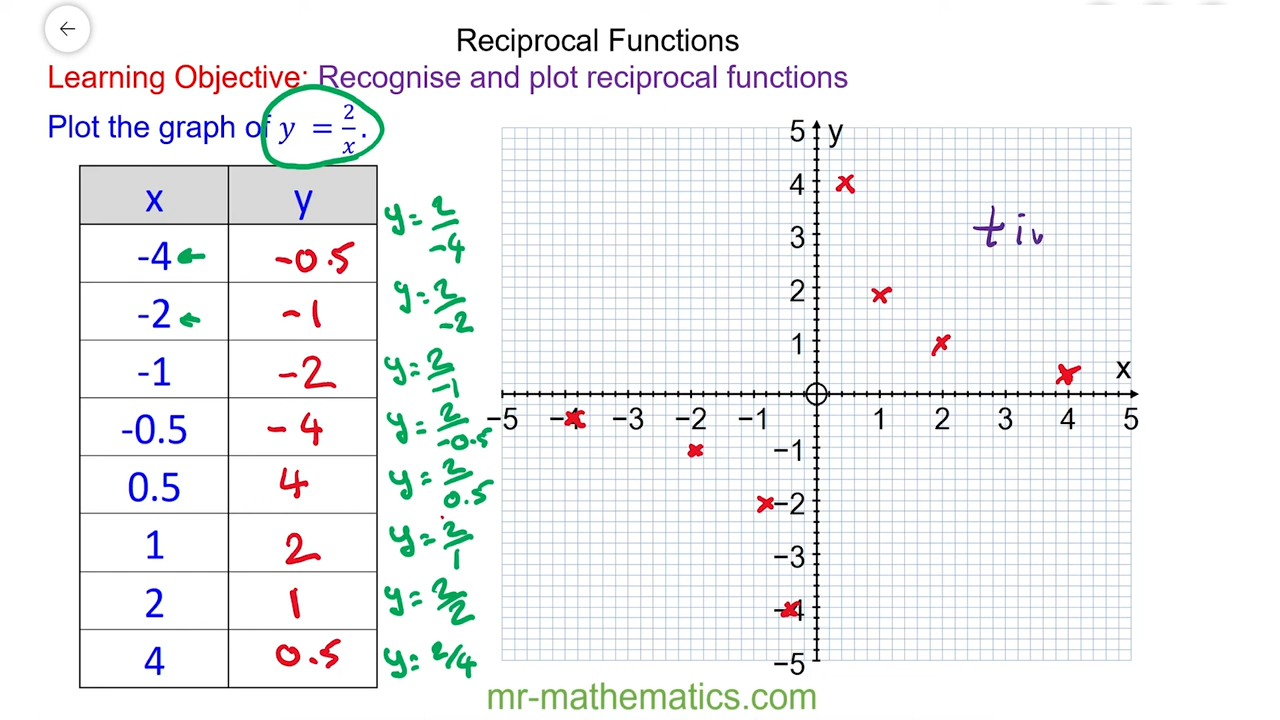 Reciprocal Functions
Learning Objective: Recognise and plot reciprocal functions
Plot the graph of y = 2/x.
x y
-4 ← -0.5 y = 2/-4
-2 ← -1 y = 2/-2
-1 -2 y = 2/-1
-0.5 -4 y = 2/-0.5
0.5 4 y = 2/0.5
1 2 y = 2/1
2 1 y = 2/2
4 0.5 y = 2/4
y
5
4
3
2
1
x
−5 −4 −3 −2 −1 1 2 3 4 5
−1
−2
−3
−4
−5
mr-mathematics.com